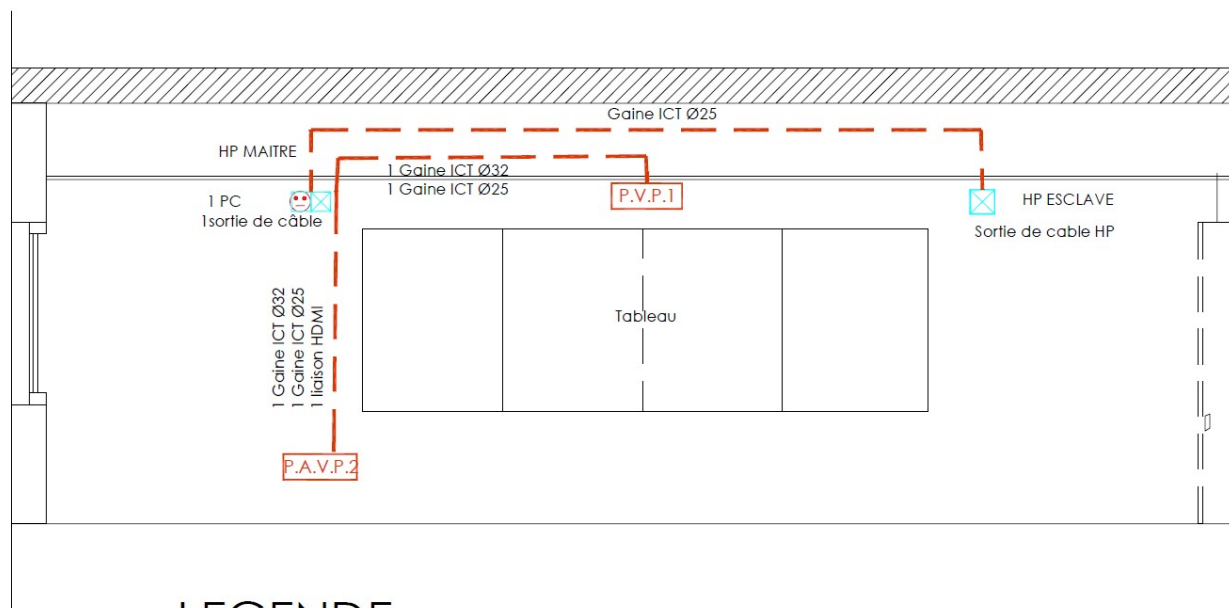 Gaine ICT Ø25
HP MAITRE
1 Gaine ICT Ø32
1 Gaine ICT Ø25
P.V.P.1
1 PC
1sortie de câble
HP ESCLAVE
Sortie de cable HP
1 Gaine ICT Ø32
1 Gaine ICT Ø25
1 liaison HDMI
Tableau
P.A.V.P.2
LEGENDE